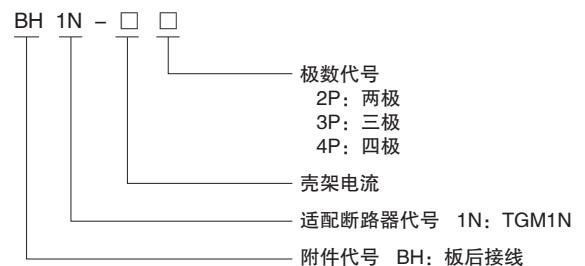 BH 1N – □ □
极数代号
2P：两极
3P：三极
4P：四极
壳架电流
适配断路器代号 1N：TGM1N
附件代号 BH：板后接线